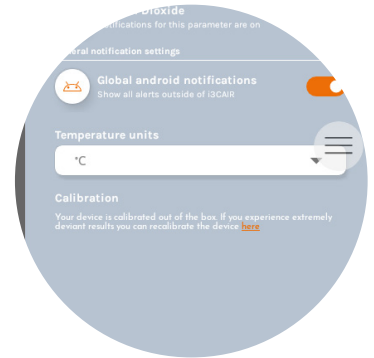 Dioxide
notifications for this parameter are on
General notification settings
Global android notifications
Show all alerts outside of i3CAIR
Temperature units
°C
Calibration
Your device is calibrated out of the box. If you experience extremely
deviant results you can recalibrate the device here